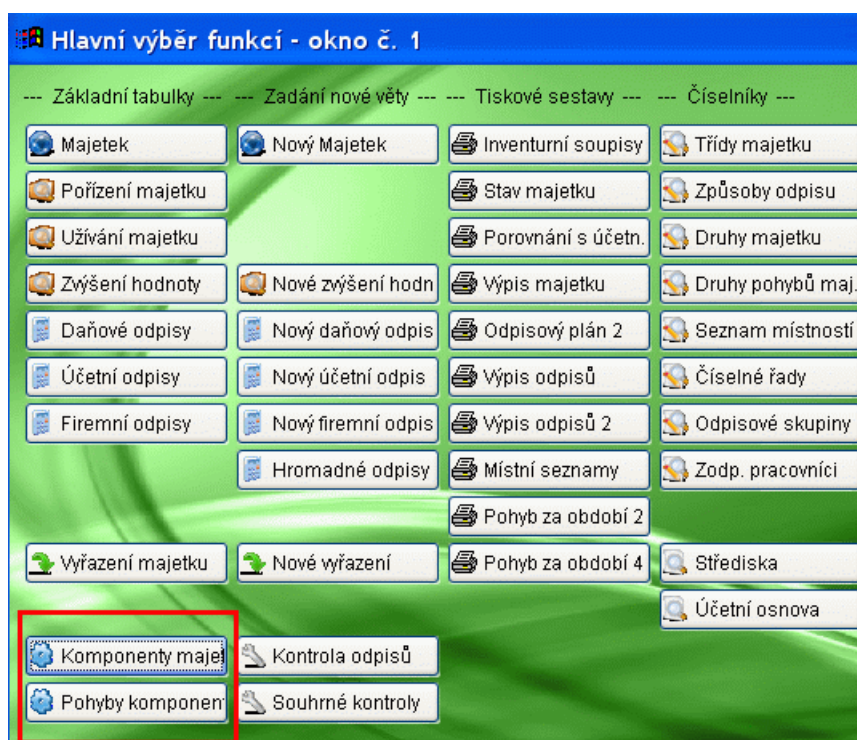 Hlavní výběr funkcí - okno č. 1
--- Základní tabulky --- --- Zadání nové věty --- --- Tiskové sestavy --- --- Číselníky ---
Majetek Nový Majetek Inventurní soupisy Třídy majetku
Pořízení majetku Stav majetku Způsoby odpisu
Užívání majetku Porovnání s účetn. Druhy majetku
Zvýšení hodnoty Nové zvýšení hodn Výpis majetku Druhy pohybů maj.
Daňové odpisy Nový daňový odpis Odpisový plán 2 Seznam místností
Účetní odpisy Nový účetní odpis Výpis odpisů Číselné řady
Firemní odpisy Nový firemní odpis Výpis odpisů 2 Odpisové skupiny
Hromadné odpisy Místní seznamy Zodp. pracovníci
Pohyb za období 2
Vyřazení majetku Nové vyřazení Pohyb za období 4 Střediska
Účetní osnova
Komponenty majet Kontrola odpisů
Pohyby komponen Souhrné kontroly